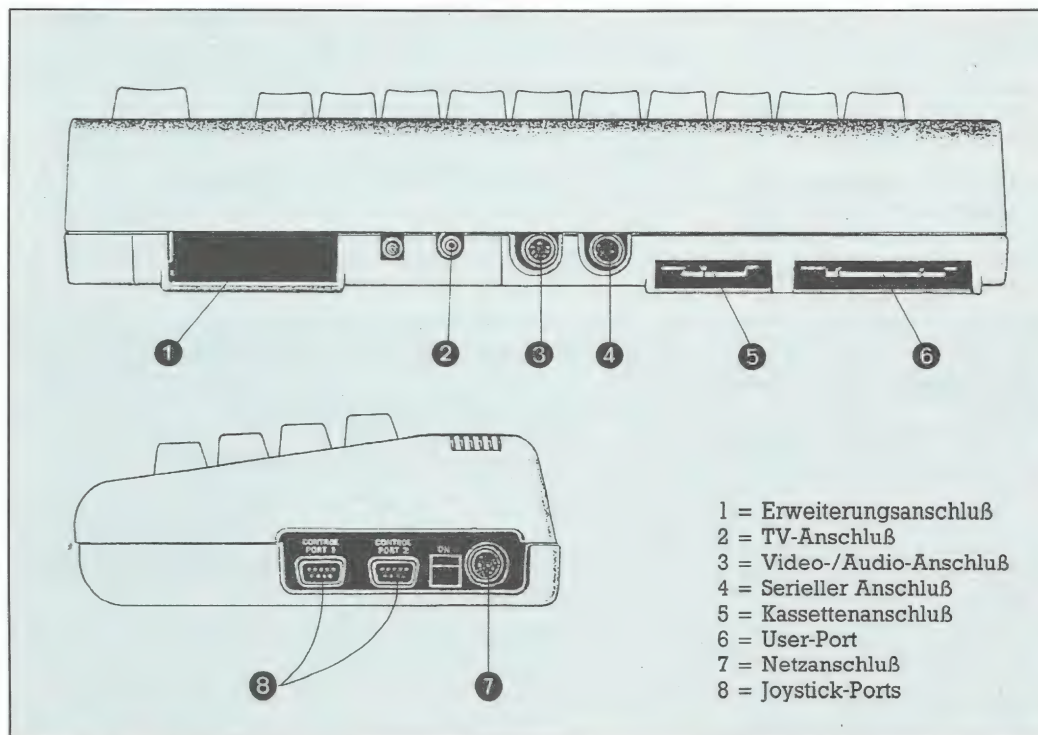 1
2
3
4
5
6
CONTROL PORT 1
CONTROL PORT 2
ON
8
7
1 = Erweiterungsanschluß
2 = TV-Anschluß
3 = Video-/Audio-Anschluß
4 = Serieller Anschluß
5 = Kassettenanschluß
6 = User-Port
7 = Netzanschluß
8 = Joystick-Ports